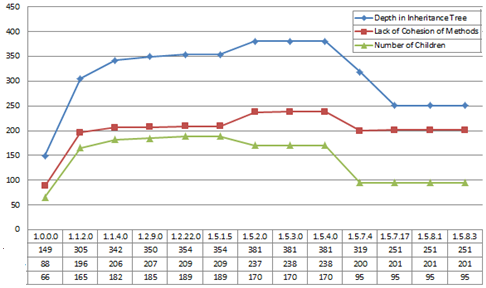 450
400
350
300
250
200
150
100
50
0
Depth in Inheritance Tree
Lack of Cohesion of Methods
Number of Children
1.0.0.0 1.1.2.0 1.1.4.0 1.2.9.0 1.2.22.0 1.5.1.5 1.5.2.0 1.5.3.0 1.5.4.0 1.5.7.4 1.5.7.17 1.5.8.1 1.5.8.3
149 305 342 350 354 354 381 381 381 319 251 251 251
88 196 206 207 209 209 237 238 238 200 201 201 201
66 165 182 185 189 189 170 170 170 95 95 95 95